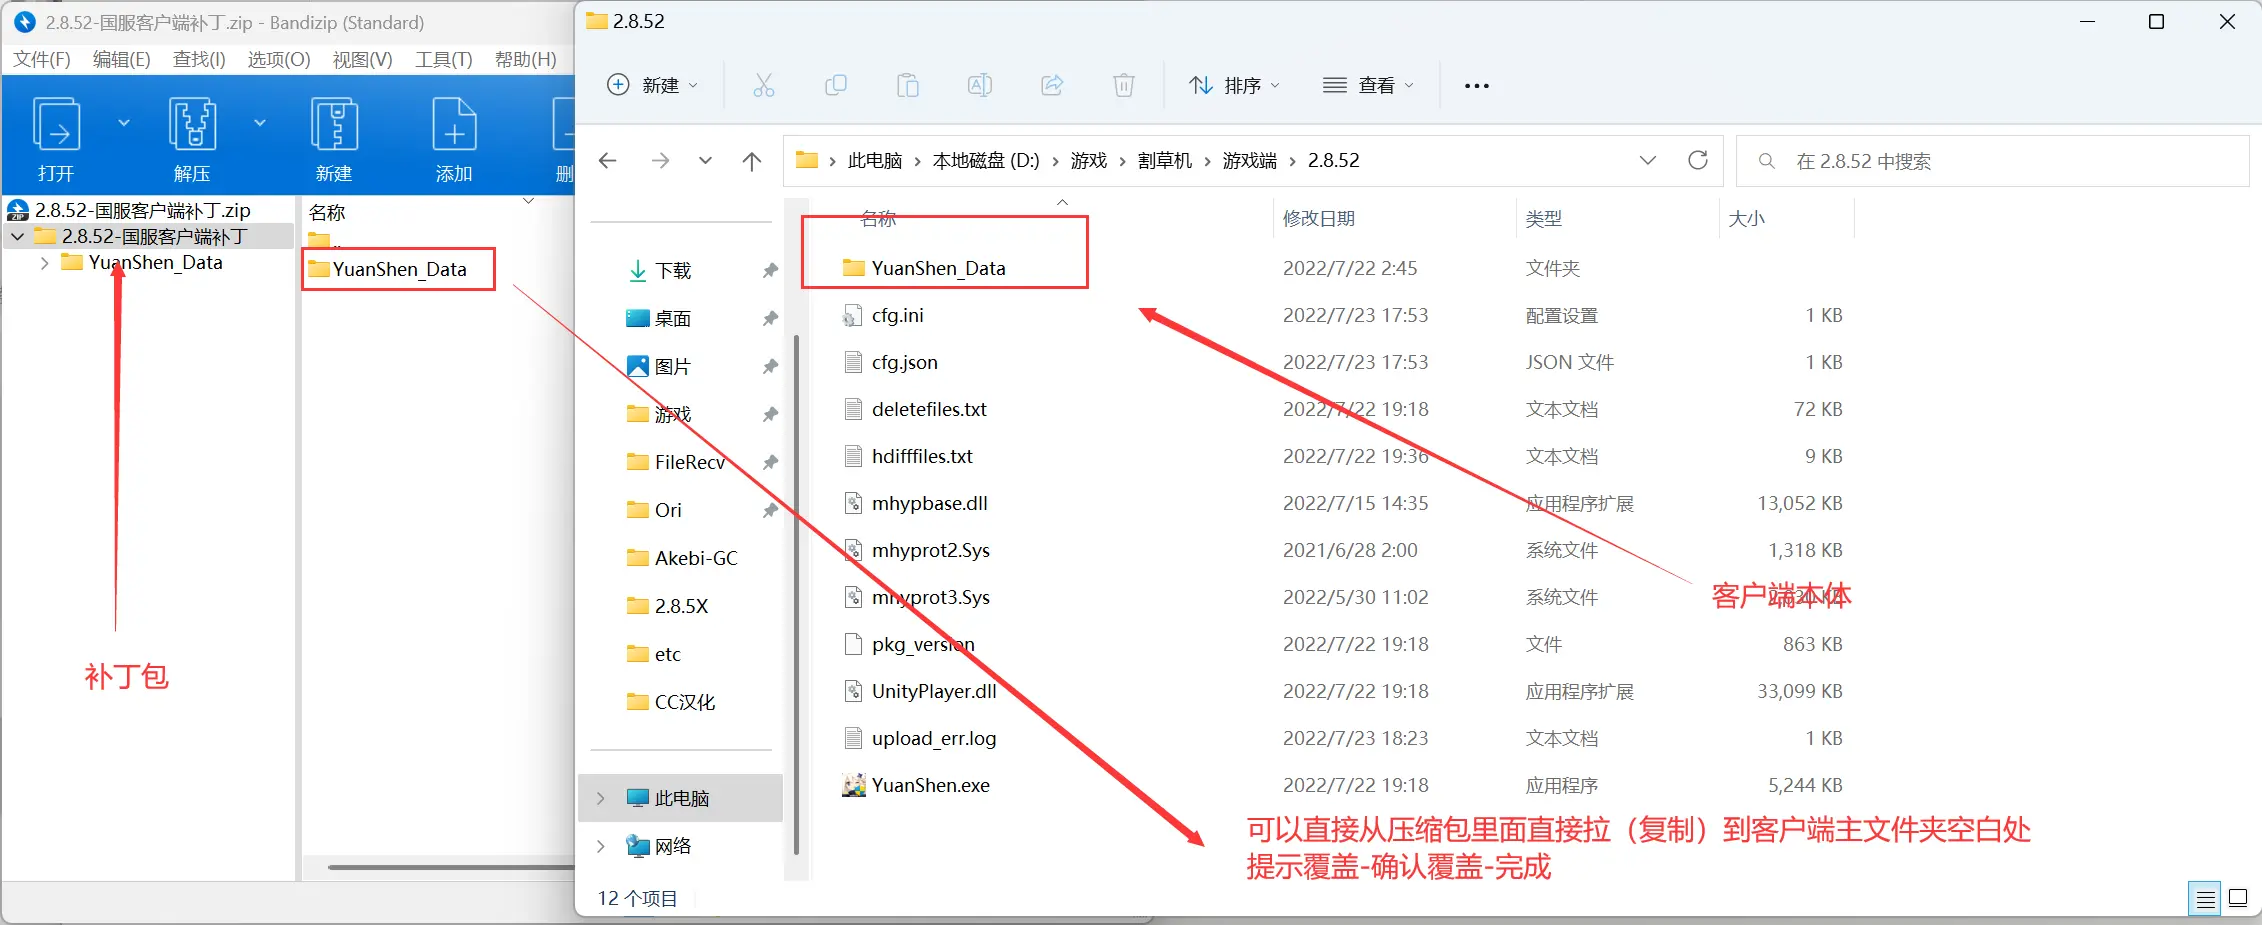 2.8.52-国服客户端补丁.zip - Bandizip (Standard)
文件(F) 编辑(E) 查找(I) 选项(O) 视图(V) 工具(T) 帮助(H)
打开 解压 新建 添加 删
2.8.52-国服客户端补丁.zip
2.8.52-国服客户端补丁
YuanShen_Data
名称
..
YuanShen_Data
补丁包
2.8.52
新建 排序 查看
此电脑 本地磁盘 (D:) 游戏 割草机 游戏端 2.8.52
在 2.8.52 中搜索
下载
桌面
图片
游戏
FileRecv
Ori
Akebi-GC
2.8.5X
etc
CC汉化
此电脑
网络
名称 修改日期 类型 大小
YuanShen_Data 2022/7/22 2:45 文件夹
cfg.ini 2022/7/23 17:53 配置设置 1 KB
cfg.json 2022/7/23 17:53 JSON 文件 1 KB
deletefiles.txt 2022/7/22 19:18 文本文档 72 KB
hdifffiles.txt 2022/7/22 19:36 文本文档 9 KB
mhypbase.dll 2022/7/15 14:35 应用程序扩展 13,052 KB
mhyprot2.Sys 2021/6/28 2:00 系统文件 1,318 KB
mhyprot3.Sys 2022/5/30 11:02 系统文件
客户端本体
pkg_version 2022/7/22 19:18 文件 863 KB
UnityPlayer.dll 2022/7/22 19:18 应用程序扩展 33,099 KB
upload_err.log 2022/7/23 18:23 文本文档 1 KB
YuanShen.exe 2022/7/22 19:18 应用程序 5,244 KB
可以直接从压缩包里面直接拉（复制）到客户端主文件夹空白处
提示覆盖-确认覆盖-完成
12 个项目